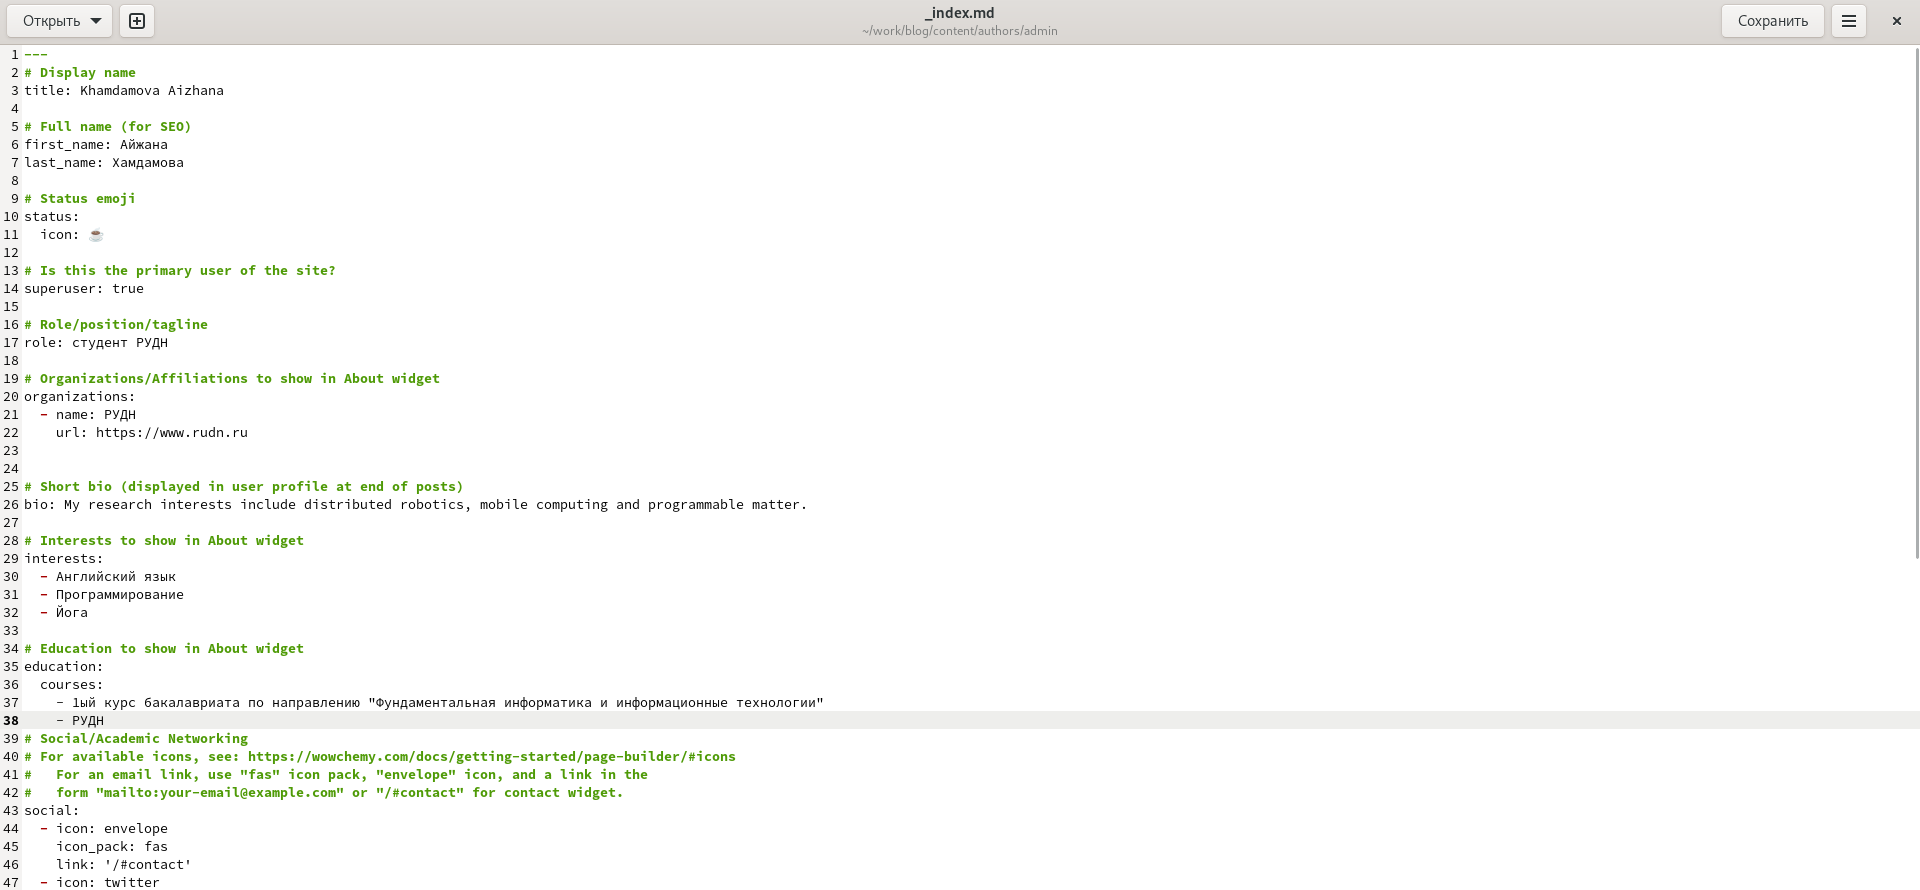 Открыть
_index.md
~/work/blog/content/authors/admin
Сохранить
1 ---
2 # Display name
3 title: Khamdamova Aizhana
4
5 # Full name (for SEO)
6 first_name: Айжана
7 last_name: Хамдамова
8
9 # Status emoji
10 status:
11   icon: ☕️
12
13 # Is this the primary user of the site?
14 superuser: true
15
16 # Role/position/tagline
17 role: студент РУДН
18
19 # Organizations/Affiliations to show in About widget
20 organizations:
21   - name: РУДН
22     url: https://www.rudn.ru
23
24
25 # Short bio (displayed in user profile at end of posts)
26 bio: My research interests include distributed robotics, mobile computing and programmable matter.
27
28 # Interests to show in About widget
29 interests:
30   - Английский язык
31   - Программирование
32   - Йога
33
34 # Education to show in About widget
35 education:
36   courses:
37     - 1ый курс бакалавриата по направлению "Фундаментальная информатика и информационные технологии"
38     - РУДН
39 # Social/Academic Networking
40 # For available icons, see: https://wowchemy.com/docs/getting-started/page-builder/#icons
41 #   For an email link, use "fas" icon pack, "envelope" icon, and a link in the
42 #   form "mailto:your-email@example.com" or "/#contact" for contact widget.
43 social:
44   - icon: envelope
45     icon_pack: fas
46     link: '/#contact'
47   - icon: twitter